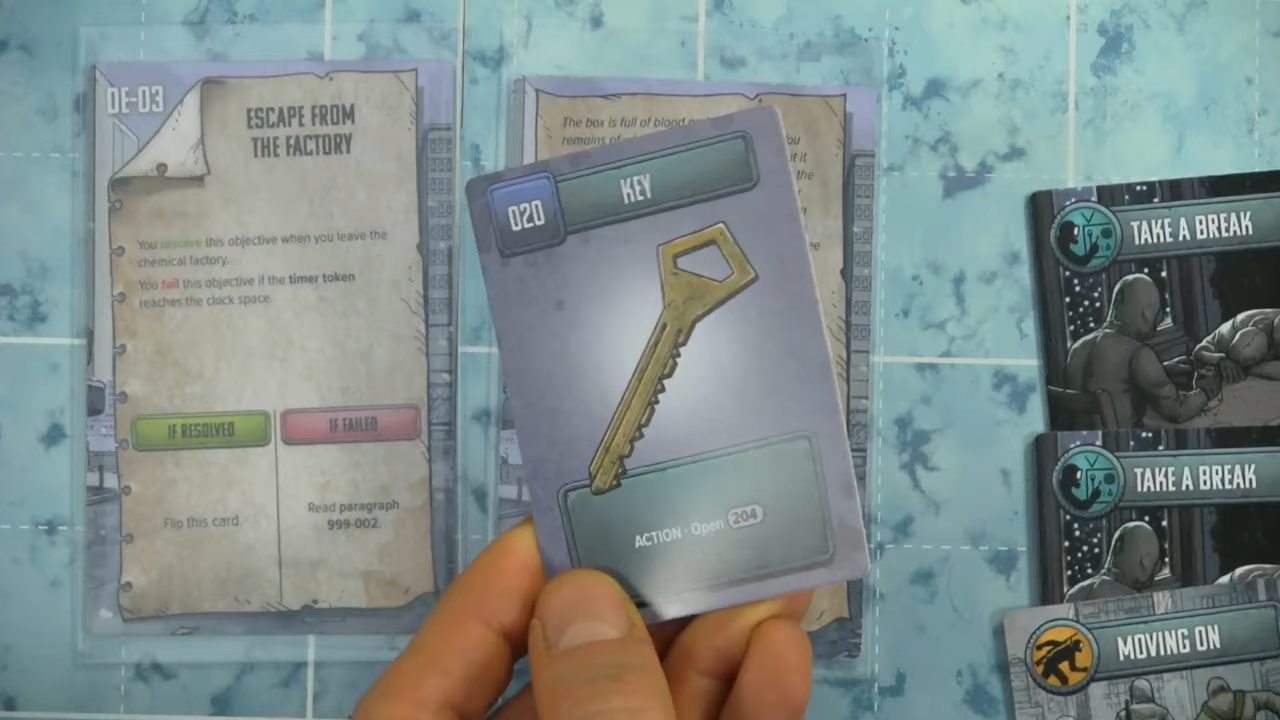 DE-03
ESCAPE FROM
THE FACTORY
You resolve this objective when you leave the
chemical factory.
You fail this objective if the timer token
reaches the clock space.
IF RESOLVED
IF FAILED
Flip this card.
Read paragraph
999-002.
The box is full of blood
remains of
the
020
KEY
ACTION - Open 204
TAKE A BREAK
TAKE A BREAK
MOVING ON